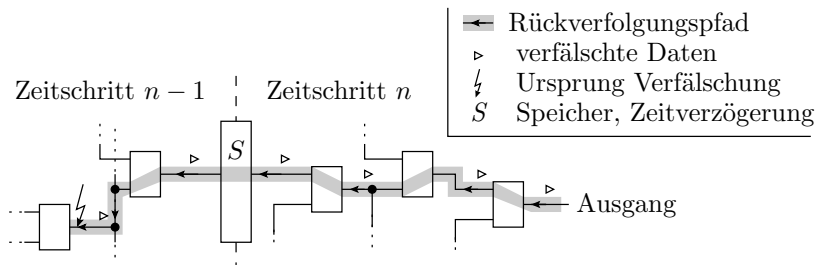 Rückverfolgungspfad
verfälschte Daten
Ursprung Verfälschung
S Speicher, Zeitverzögerung
Zeitschritt n − 1
Zeitschritt n
S
Ausgang